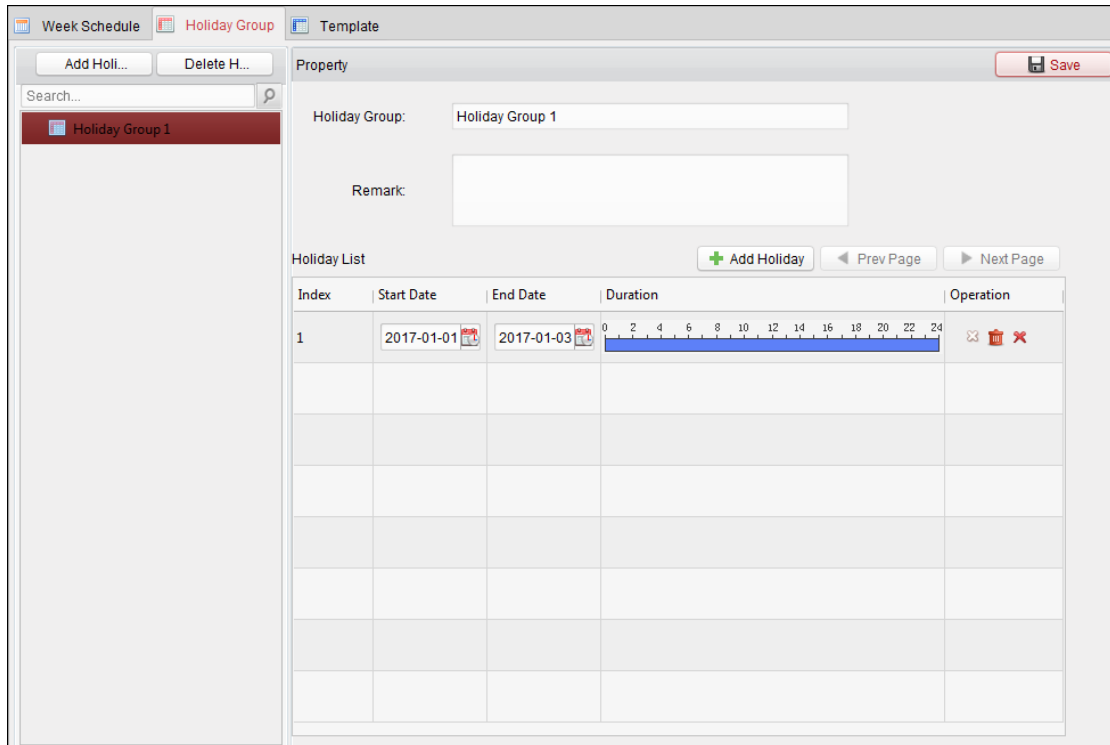 Week Schedule Holiday Group Template
Add Holi... Delete H...
Search...
Holiday Group 1
Property Save
Holiday Group: Holiday Group 1
Remark:
Holiday List Add Holiday Prev Page Next Page
Index Start Date End Date Duration Operation
0 2 4 6 8 10 12 14 16 18 20 22 24
1 2017-01-01 2017-01-03